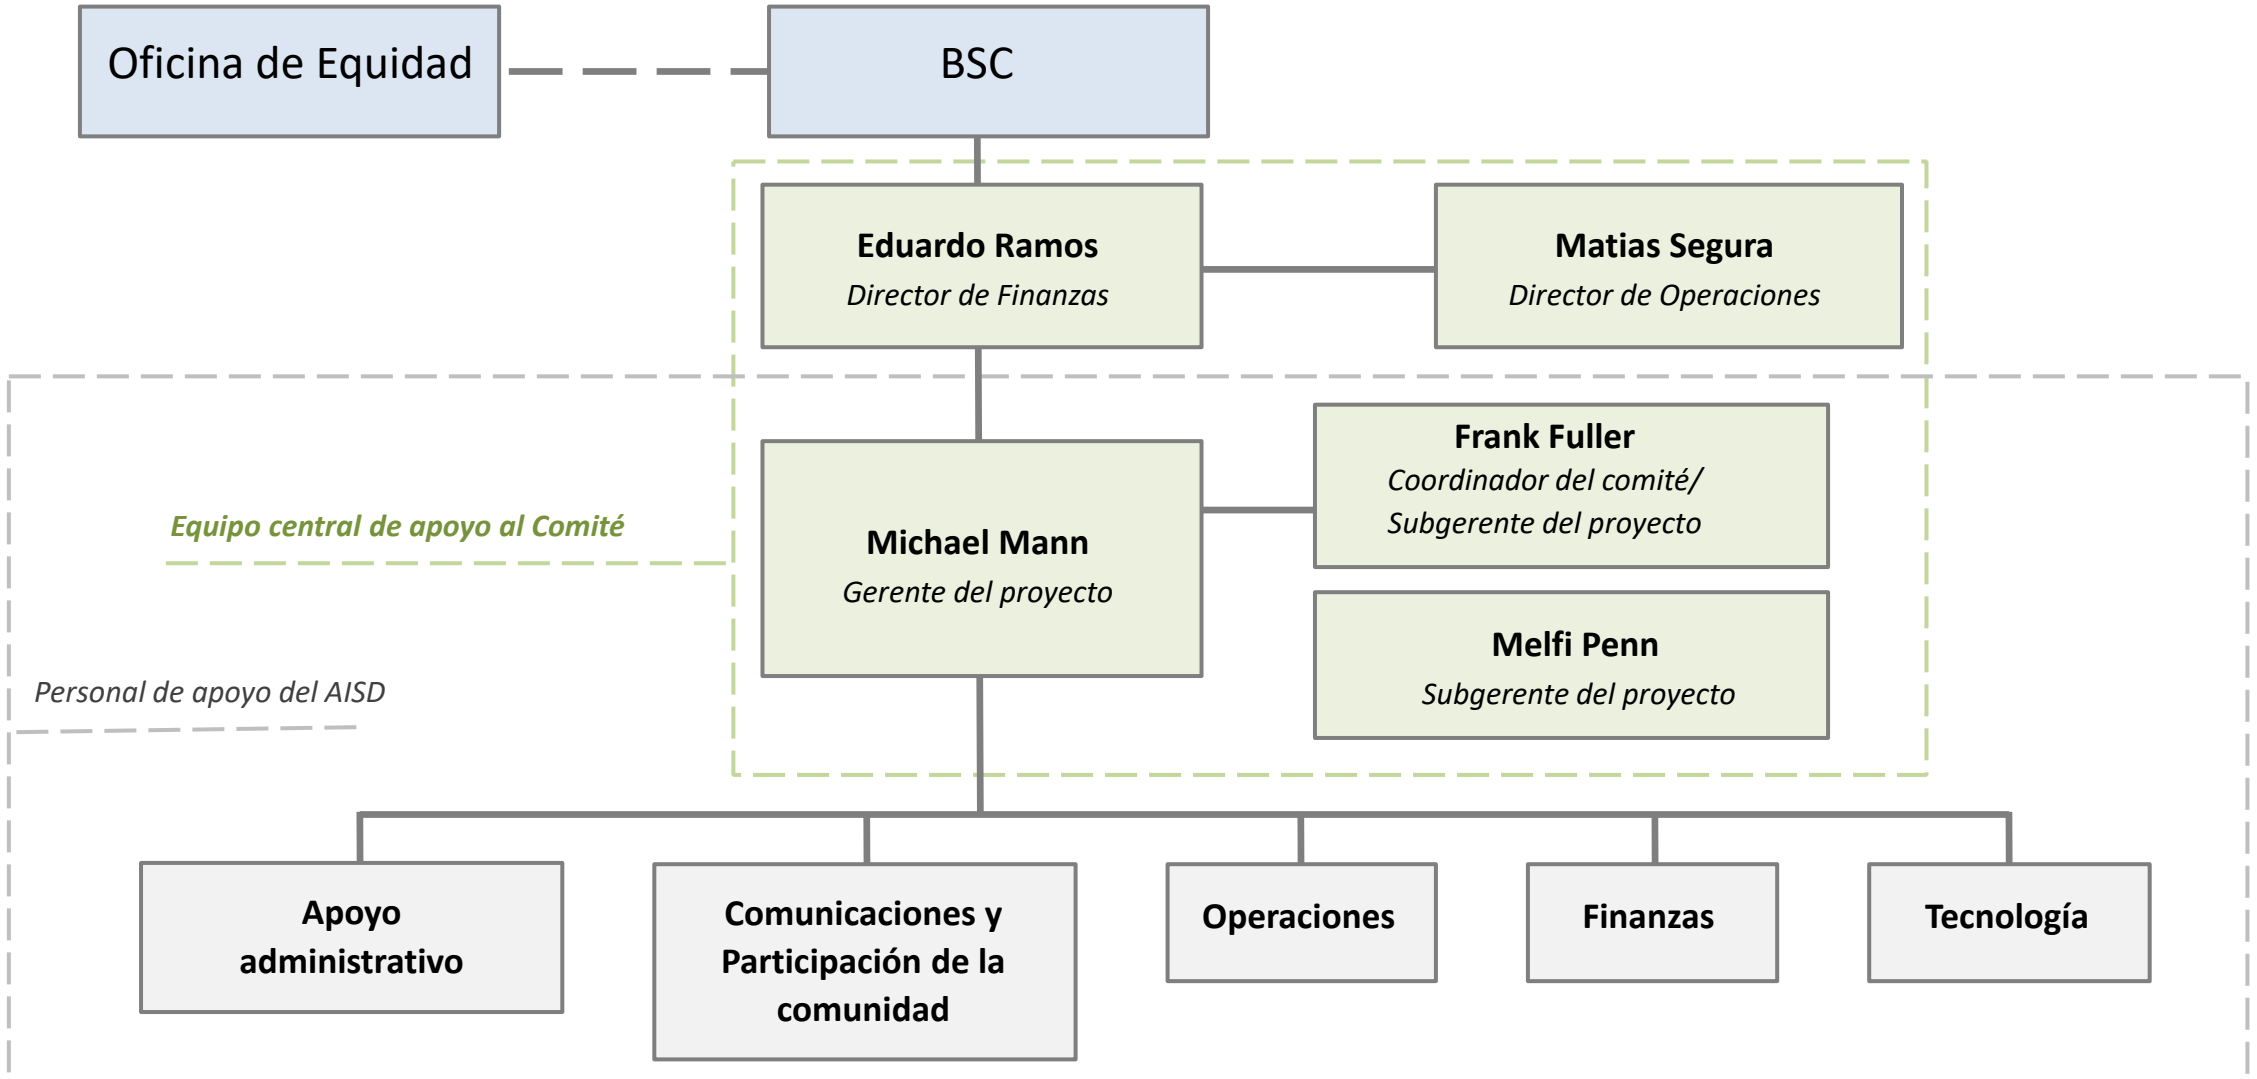 Oficina de Equidad
BSC
Eduardo Ramos
Director de Finanzas
Matias Segura
Director de Operaciones
Frank Fuller
Coordinador del comité/
Subgerente del proyecto
Equipo central de apoyo al Comité
Michael Mann
Gerente del proyecto
Melfi Penn
Subgerente del proyecto
Personal de apoyo del AISD
Apoyo
administrativo
Comunicaciones y
Participación de la
comunidad
Operaciones
Finanzas
Tecnología